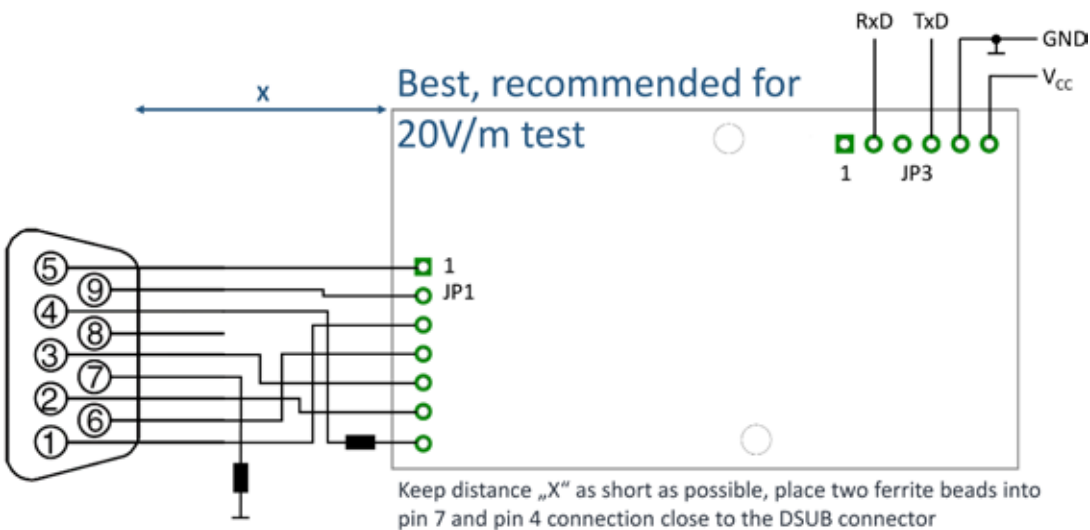 RxD TxD
GND
Vcc
X
Best, recommended for
20V/m test
1 JP3
5
9
4
8
3
7
2
6
1
1
JP1
Keep distance „X“ as short as possible, place two ferrite beads into
pin 7 and pin 4 connection close to the DSUB connector